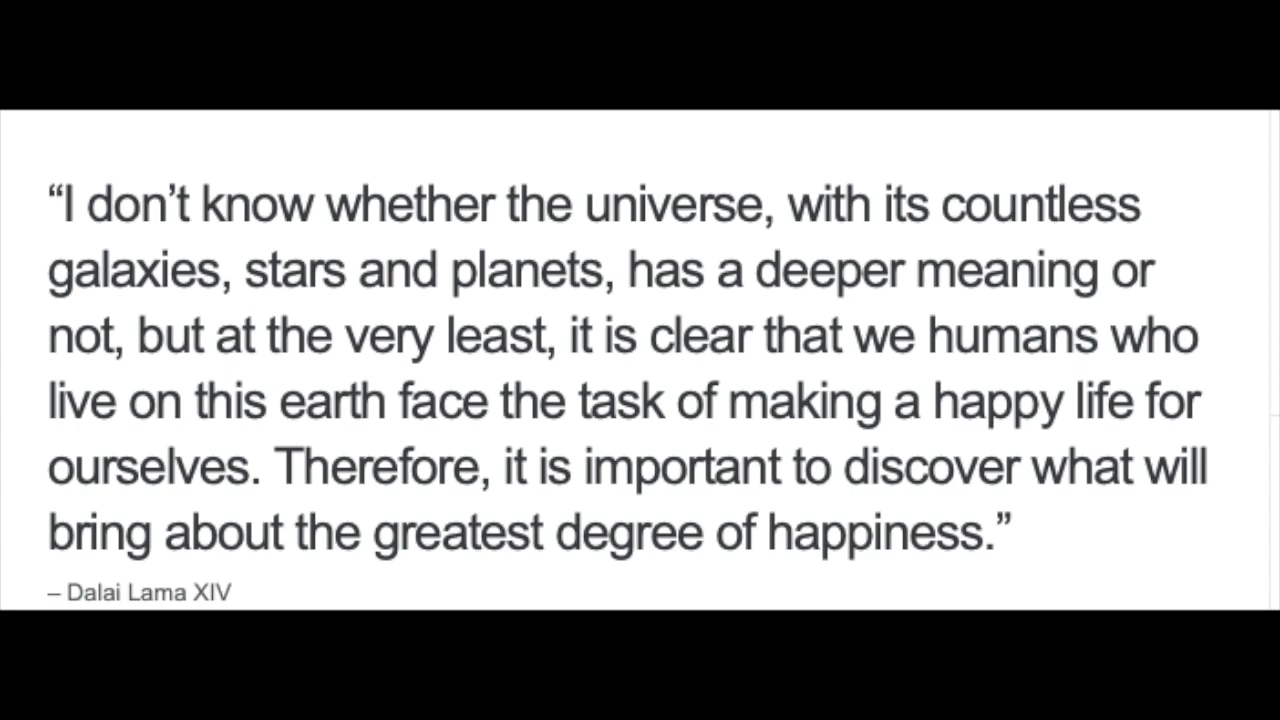 “I don’t know whether the universe, with its countless
galaxies, stars and planets, has a deeper meaning or
not, but at the very least, it is clear that we humans who
live on this earth face the task of making a happy life for
ourselves. Therefore, it is important to discover what will
bring about the greatest degree of happiness.”
– Dalai Lama XIV